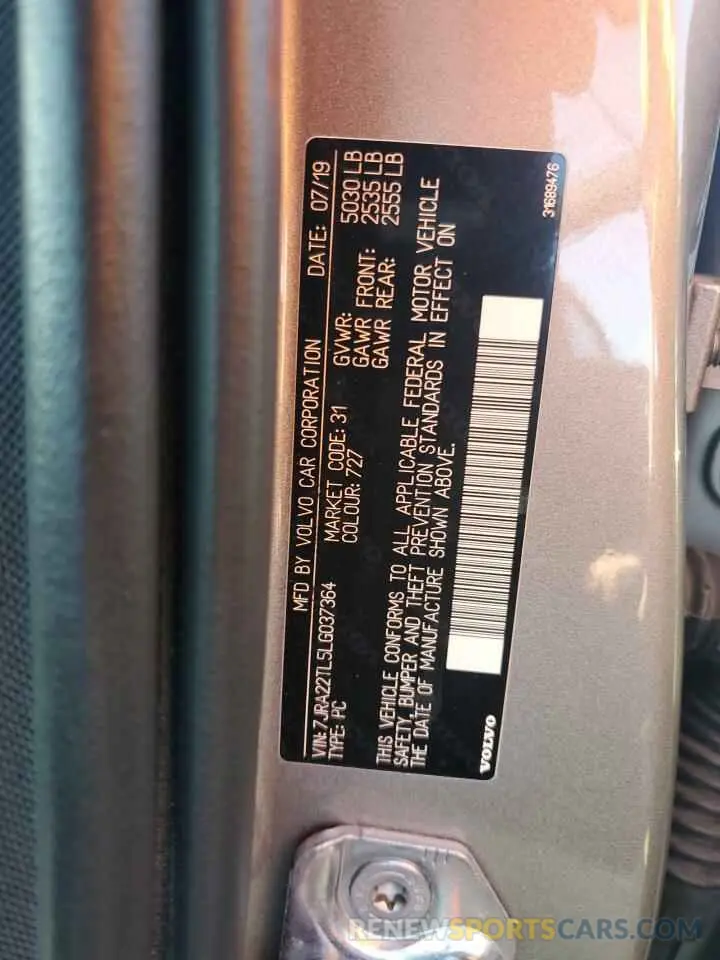 MFD BY VOLVO CAR CORPORATION DATE: 07/19
VIN: 7JRA22TL5LG037364 MARKET CODE: 31 GVWR: 5030 LB
TYPE: PC COLOUR: 727 GAWR FRONT: 2535 LB
GAWR REAR: 2555 LB
THIS VEHICLE CONFORMS TO ALL APPLICABLE FEDERAL MOTOR VEHICLE
SAFETY, BUMPER AND THEFT PREVENTION STANDARDS IN EFFECT ON
THE DATE OF MANUFACTURE SHOWN ABOVE.
VOLVO
31689476
RENEWSPORTSCARS.COM